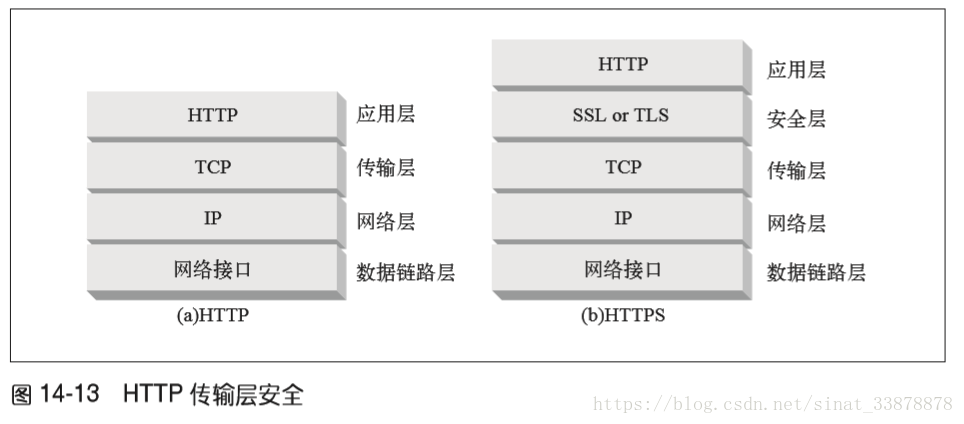 HTTP 应用层
HTTP 应用层
SSL or TLS 安全层
TCP 传输层
TCP 传输层
IP 网络层
IP 网络层
网络接口 数据链路层
网络接口 数据链路层
(a)HTTP
(b)HTTPS
图 14-13 HTTP 传输层安全
https://blog.csdn.net/sinat_33878878